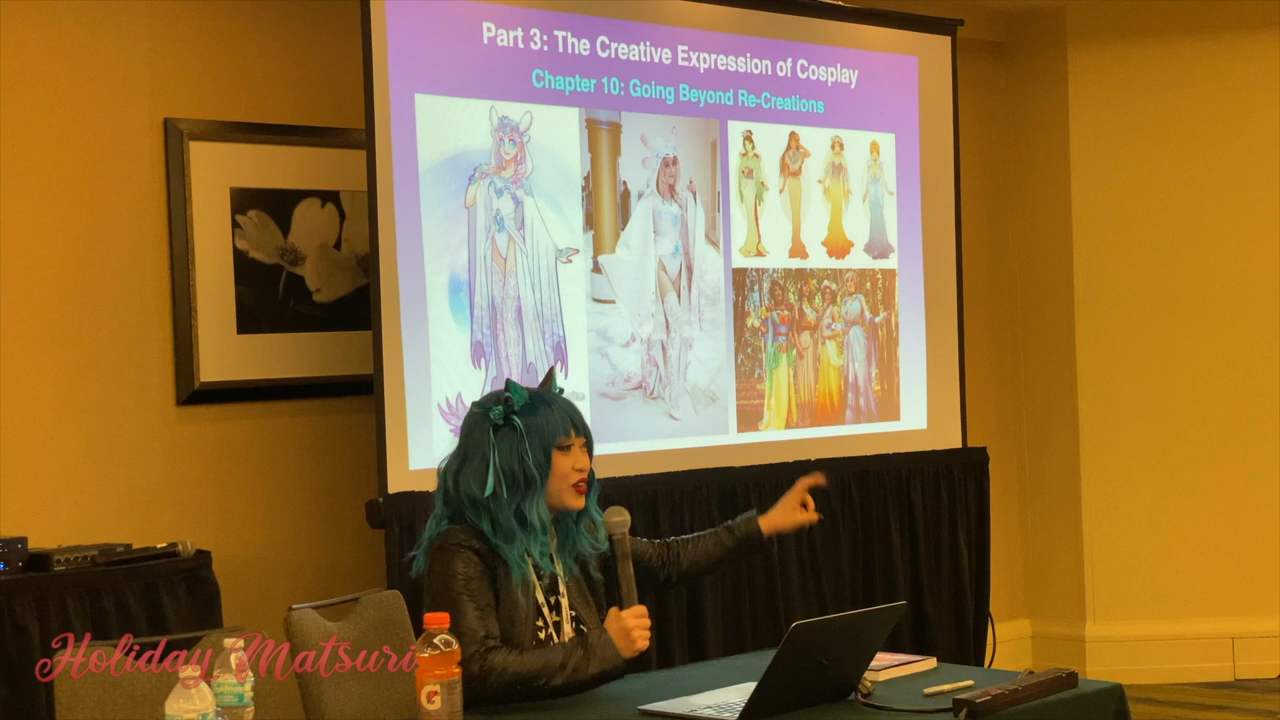 Part 3: The Creative Expression of Cosplay
Chapter 10: Going Beyond Re-Creations
Holiday Matsuri
G